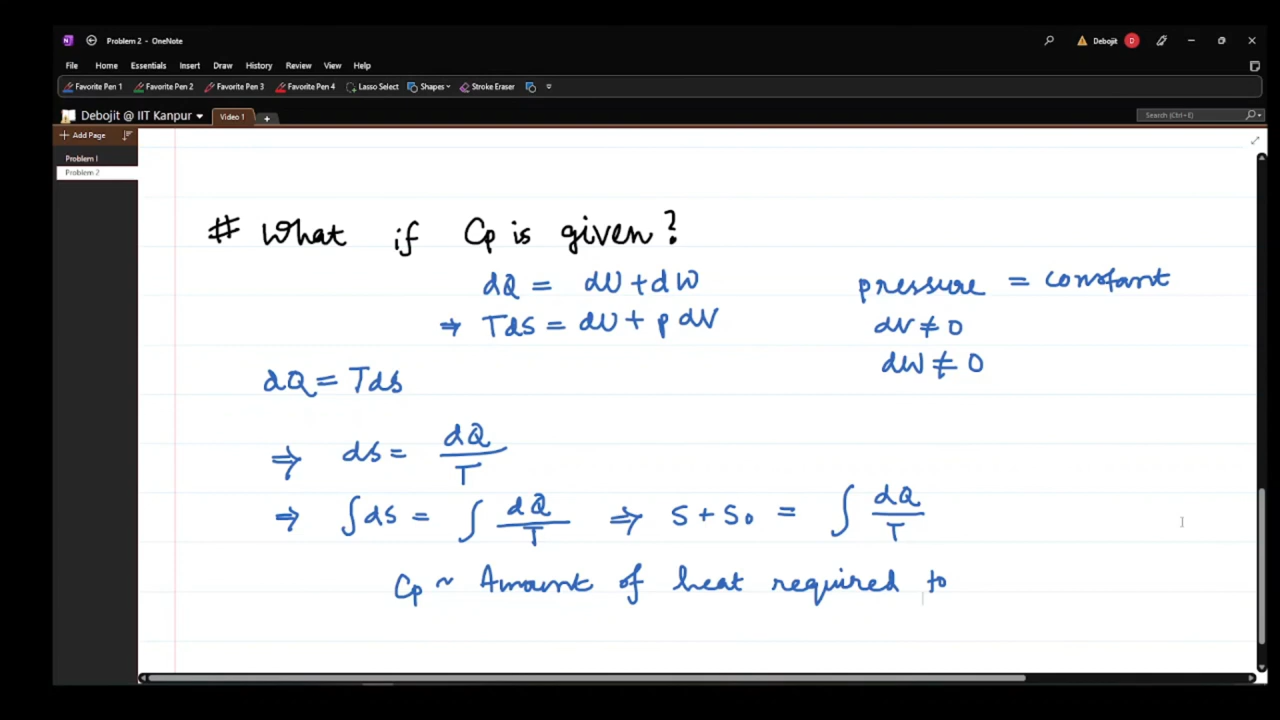 Problem 2 - OneNote
Debojit D
File Home Essentials Insert Draw History Review View Help
Favorite Pen 1 Favorite Pen 2 Favorite Pen 3 Favorite Pen 4 Lasso Select Shapes Stroke Eraser
Debojit @ IIT Kanpur Video 1 + Search (Ctrl+E)
+ Add Page
Problem 1
Problem 2
# What if Cp is given?
dQ = dU + dW
pressure = constant
⇒ TdS = dU + p dV
dV ≠ 0
dW ≠ 0
dQ = Tds
⇒ ds = dQ/T
⇒ ∫ds = ∫ dQ/T ⇒ S + S₀ = ∫ dQ/T
Cp ~ Amount of heat required to